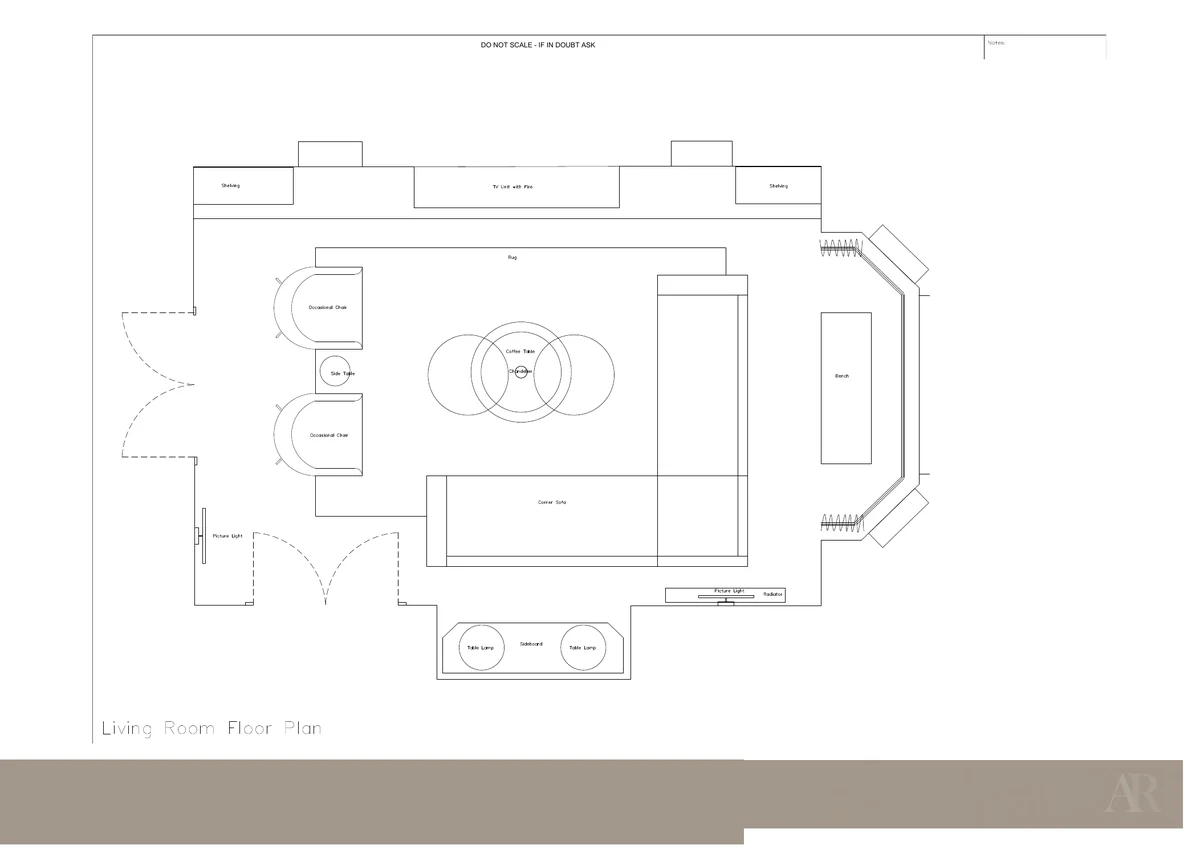 DO NOT SCALE - IF IN DOUBT ASK
Notes:
Shelving
TV Unit with Fire
Shelving
Rug
Occasional Chair
Coffee Table
Chandelier
Side Table
Bench
Occasional Chair
Corner Sofa
Picture Light
Picture Light
Radiator
Table Lamp
Sideboard
Table Lamp
Living Room Floor Plan
AR